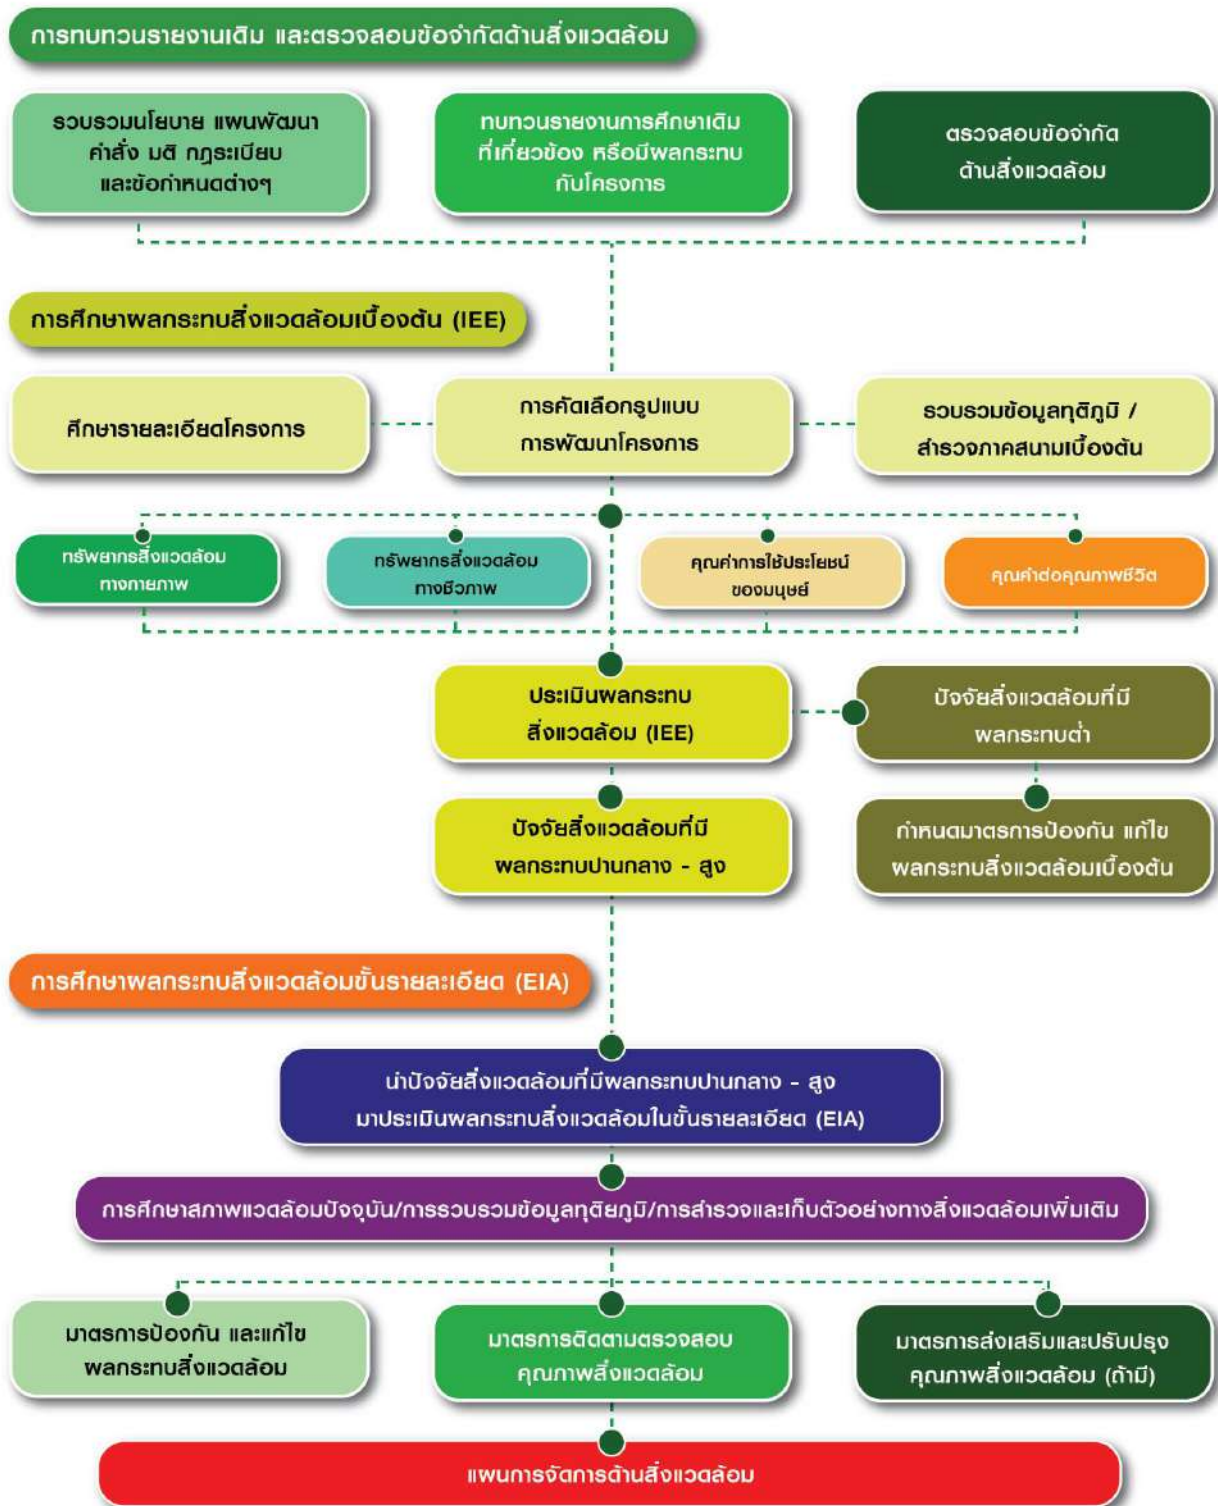 การทบทวนรายงานเดิม และตรวจสอบข้อจำกัดด้านสิ่งแวดล้อม
รวบรวมนโยบาย แผนพัฒนา
คำสั่ง มติ กฎระเบียบ
และข้อกำหนดต่างๆ
ทบทวนรายงานการศึกษาเดิม
ที่เกี่ยวข้อง หรือมีผลกระทบ
กับโครงการ
ตรวจสอบข้อจำกัด
ด้านสิ่งแวดล้อม
การศึกษาผลกระทบสิ่งแวดล้อมเบื้องต้น (IEE)
ศึกษารายละเอียดโครงการ
การคัดเลือกรูปแบบ
การพัฒนาโครงการ
รวบรวมข้อมูลทุติภูมิ /
สำรวจภาคสนามเบื้องต้น
ทรัพยากรสิ่งแวดล้อม
ทางกายภาพ
ทรัพยากรสิ่งแวดล้อม
ทางชีวภาพ
คุณค่าการใช้ประโยชน์
ของมนุษย์
คุณค่าต่อคุณภาพชีวิต
ประเมินผลกระทบ
สิ่งแวดล้อม (IEE)
ปัจจัยสิ่งแวดล้อมที่มี
ผลกระทบต่ำ
ปัจจัยสิ่งแวดล้อมที่มี
ผลกระทบปานกลาง - สูง
กำหนดมาตรการป้องกัน แก้ไข
ผลกระทบสิ่งแวดล้อมเบื้องต้น
การศึกษาผลกระทบสิ่งแวดล้อมขั้นรายละเอียด (EIA)
นำปัจจัยสิ่งแวดล้อมที่มีผลกระทบปานกลาง - สูง
มาประเมินผลกระทบสิ่งแวดล้อมในขั้นรายละเอียด (EIA)
การศึกษาสภาพแวดล้อมปัจจุบัน/การรวบรวมข้อมูลทุติยภูมิ/การสำรวจและเก็บตัวอย่างทางสิ่งแวดล้อมเพิ่มเติม
มาตรการป้องกัน และแก้ไข
ผลกระทบสิ่งแวดล้อม
มาตรการติดตามตรวจสอบ
คุณภาพสิ่งแวดล้อม
มาตรการส่งเสริมและปรับปรุง
คุณภาพสิ่งแวดล้อม (ถ้ามี)
แผนการจัดการด้านสิ่งแวดล้อม